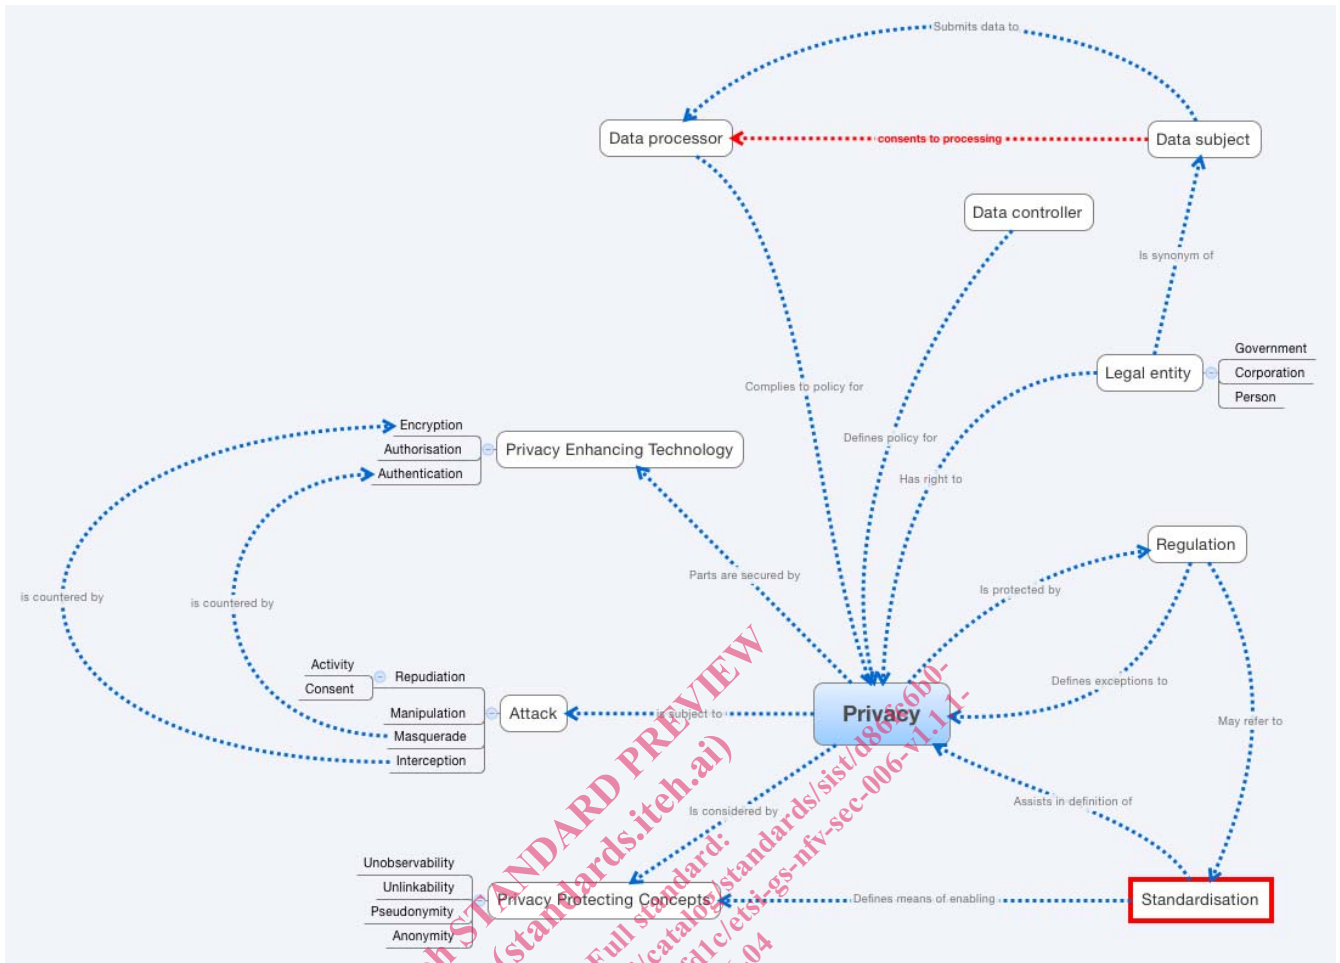 Submits data to
Data processor
consents to processing
Data subject
Data controller
Is synonym of
Government
Legal entity
Corporation
Person
Complies to policy for
Encryption
Defines policy for
Authorisation
Privacy Enhancing Technology
Authentication
Has right to
Regulation
Parts are secured by
Is protected by
is countered by
is countered by
Activity
Repudiation
Consent
Defines exceptions to
Manipulation
Attack
is subject to
Privacy
May refer to
Masquerade
Interception
Assists in definition of
Is considered by
Unobservability
Unlinkability
Privacy Protecting Concepts
Defines means of enabling
Standardisation
Pseudonymity
Anonymity
STANDARD PREVIEW
(standards.iteh.ai)
Full standard: